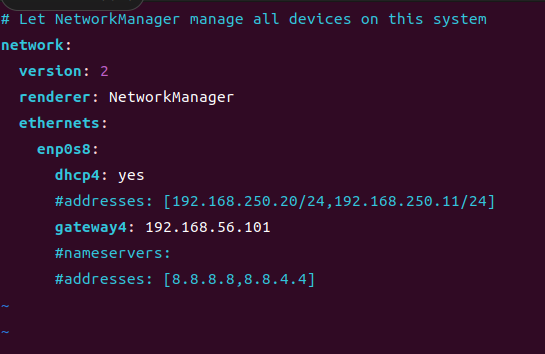 # Let NetworkManager manage all devices on this system
network:
  version: 2
  renderer: NetworkManager
  ethernets:
    enp0s8:
      dhcp4: yes
      #addresses: [192.168.250.20/24,192.168.250.11/24]
      gateway4: 192.168.56.101
      #nameservers:
      #addresses: [8.8.8.8,8.8.4.4]
~
~